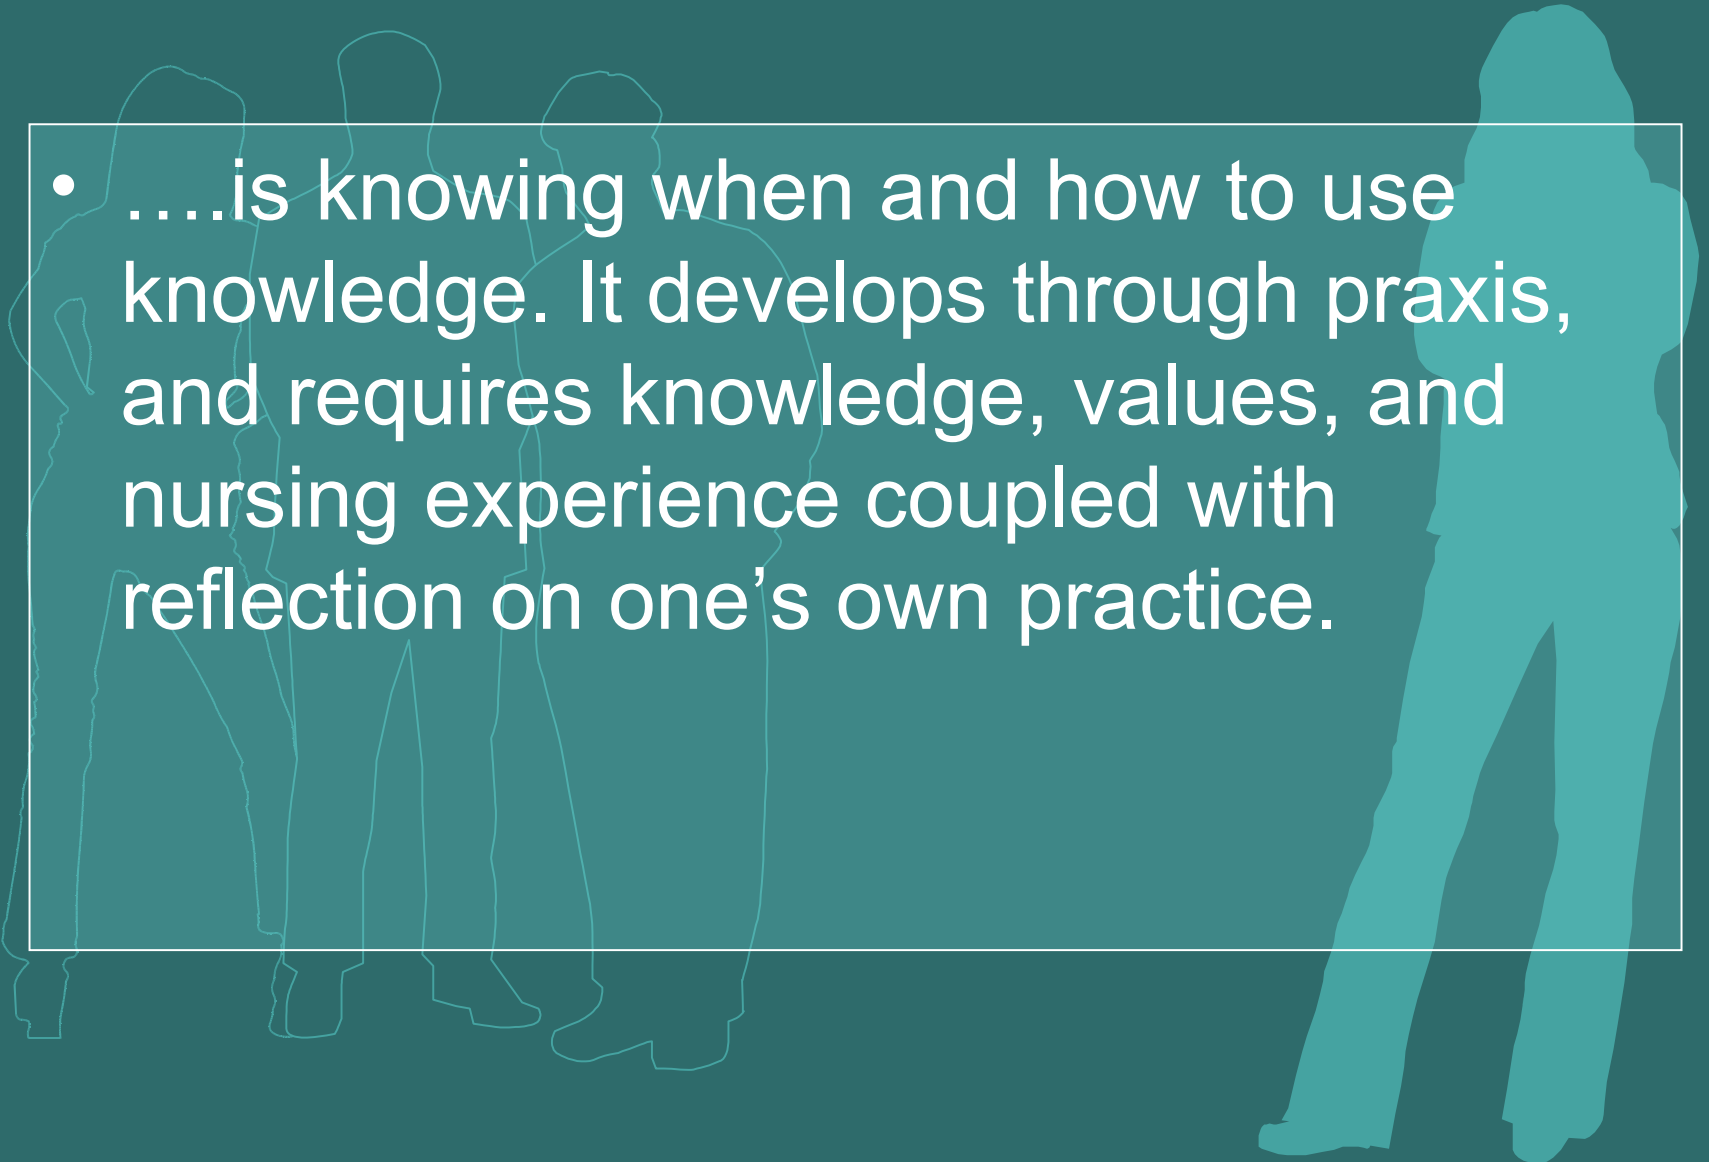 • ….is knowing when and how to use
knowledge. It develops through praxis,
and requires knowledge, values, and
nursing experience coupled with
reflection on one’s own practice.